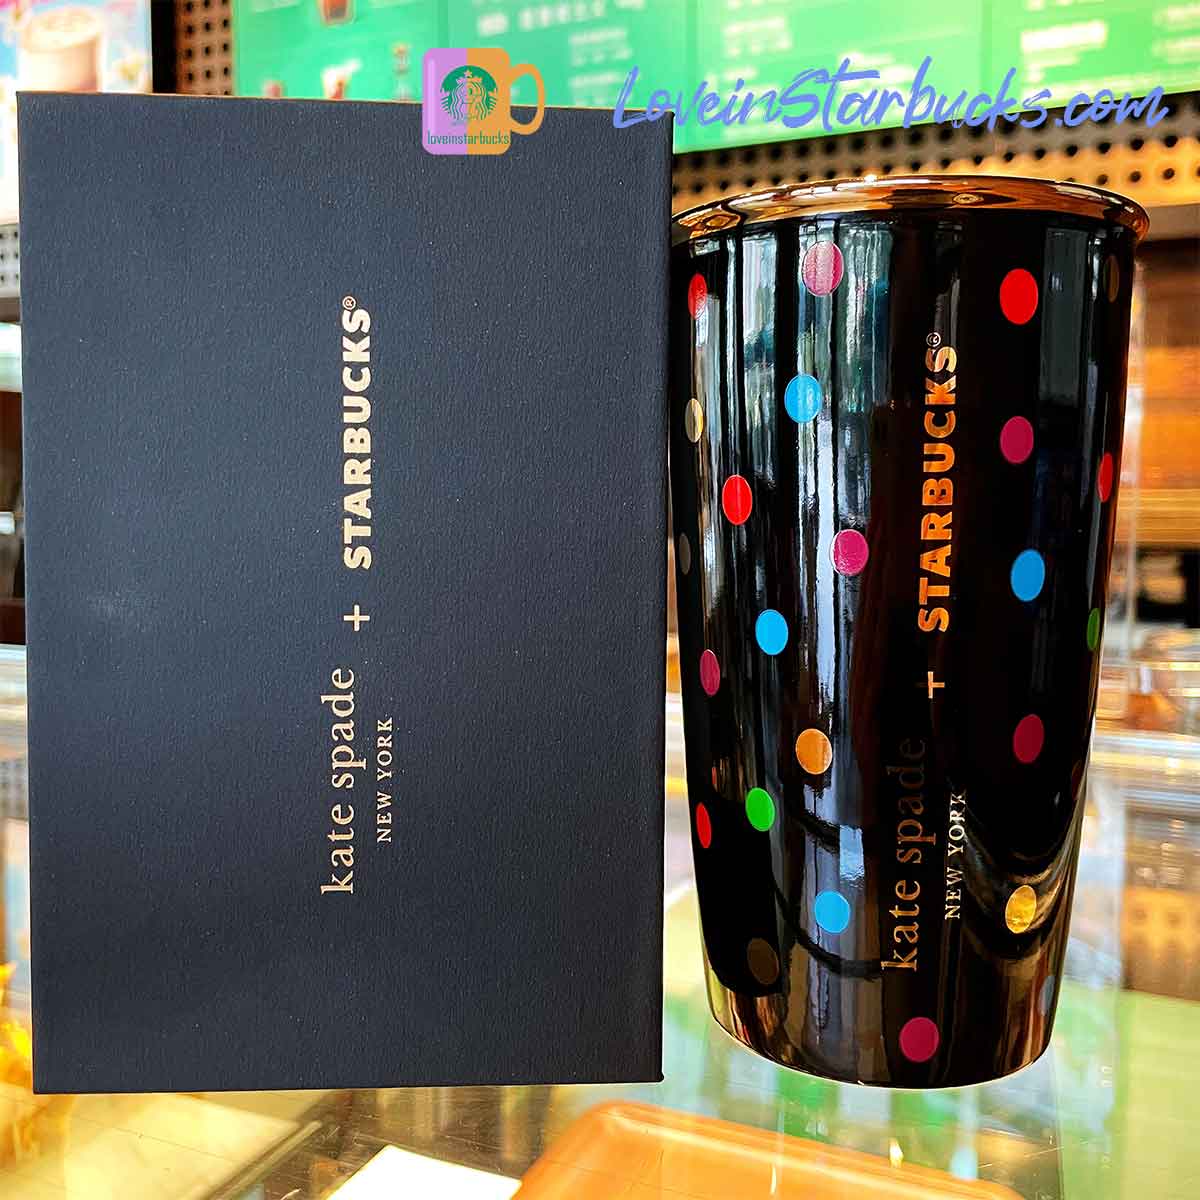 LoveinStarbucks.com
loveinstarbucks
kate spade + STARBUCKS®
NEW YORK
kate spade + STARBUCKS®
NEW YORK